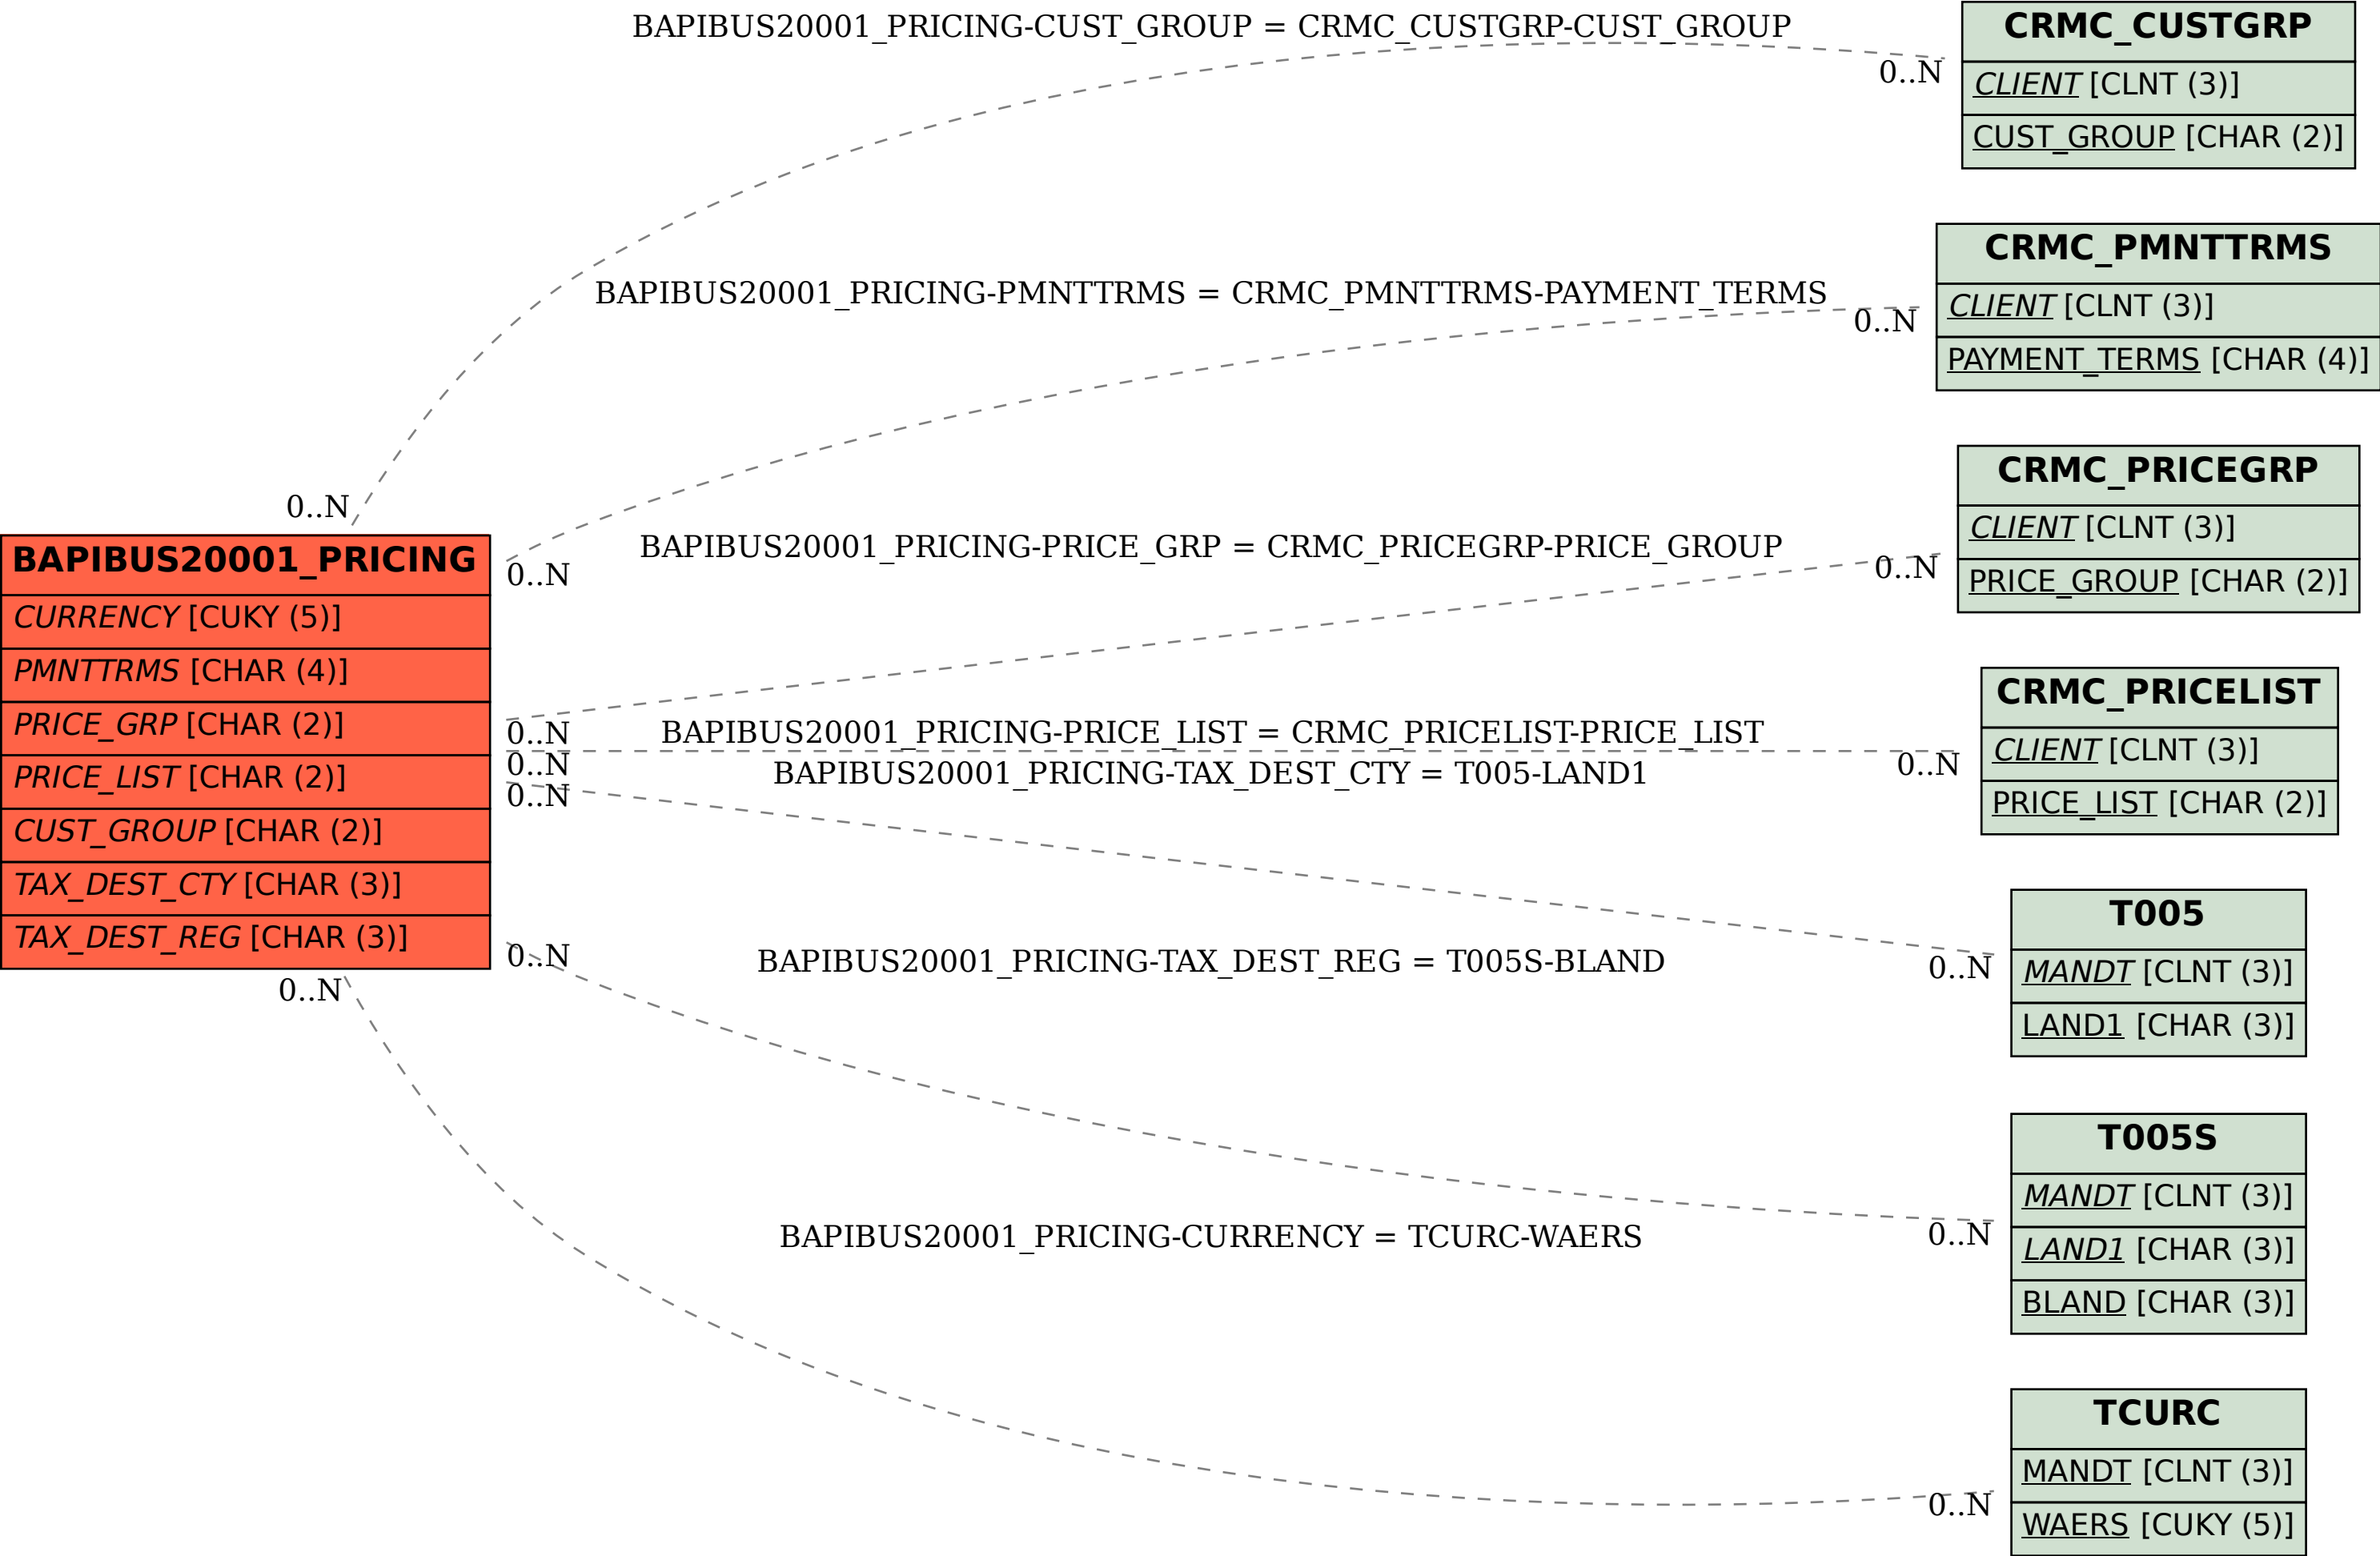 BAPIBUS20001_PRICING-CUST_GROUP = CRMC_CUSTGRP-CUST_GROUP
0..N
0..N
CRMC_CUSTGRP
CLIENT [CLNT (3)]
CUST_GROUP [CHAR (2)]
BAPIBUS20001_PRICING-PMNTTRMS = CRMC_PMNTTRMS-PAYMENT_TERMS
0..N
0..N
CRMC_PMNTTRMS
CLIENT [CLNT (3)]
PAYMENT_TERMS [CHAR (4)]
BAPIBUS20001_PRICING-PRICE_GRP = CRMC_PRICEGRP-PRICE_GROUP
0..N
0..N
CRMC_PRICEGRP
CLIENT [CLNT (3)]
PRICE_GROUP [CHAR (2)]
BAPIBUS20001_PRICING
CURRENCY [CUKY (5)]
PMNTTRMS [CHAR (4)]
PRICE_GRP [CHAR (2)]
PRICE_LIST [CHAR (2)]
CUST_GROUP [CHAR (2)]
TAX_DEST_CTY [CHAR (3)]
TAX_DEST_REG [CHAR (3)]
BAPIBUS20001_PRICING-PRICE_LIST = CRMC_PRICELIST-PRICE_LIST
0..N
0..N
CRMC_PRICELIST
CLIENT [CLNT (3)]
PRICE_LIST [CHAR (2)]
BAPIBUS20001_PRICING-TAX_DEST_CTY = T005-LAND1
0..N
0..N
T005
MANDT [CLNT (3)]
LAND1 [CHAR (3)]
BAPIBUS20001_PRICING-TAX_DEST_REG = T005S-BLAND
0..N
0..N
T005S
MANDT [CLNT (3)]
LAND1 [CHAR (3)]
BLAND [CHAR (3)]
BAPIBUS20001_PRICING-CURRENCY = TCURC-WAERS
0..N
0..N
TCURC
MANDT [CLNT (3)]
WAERS [CUKY (5)]